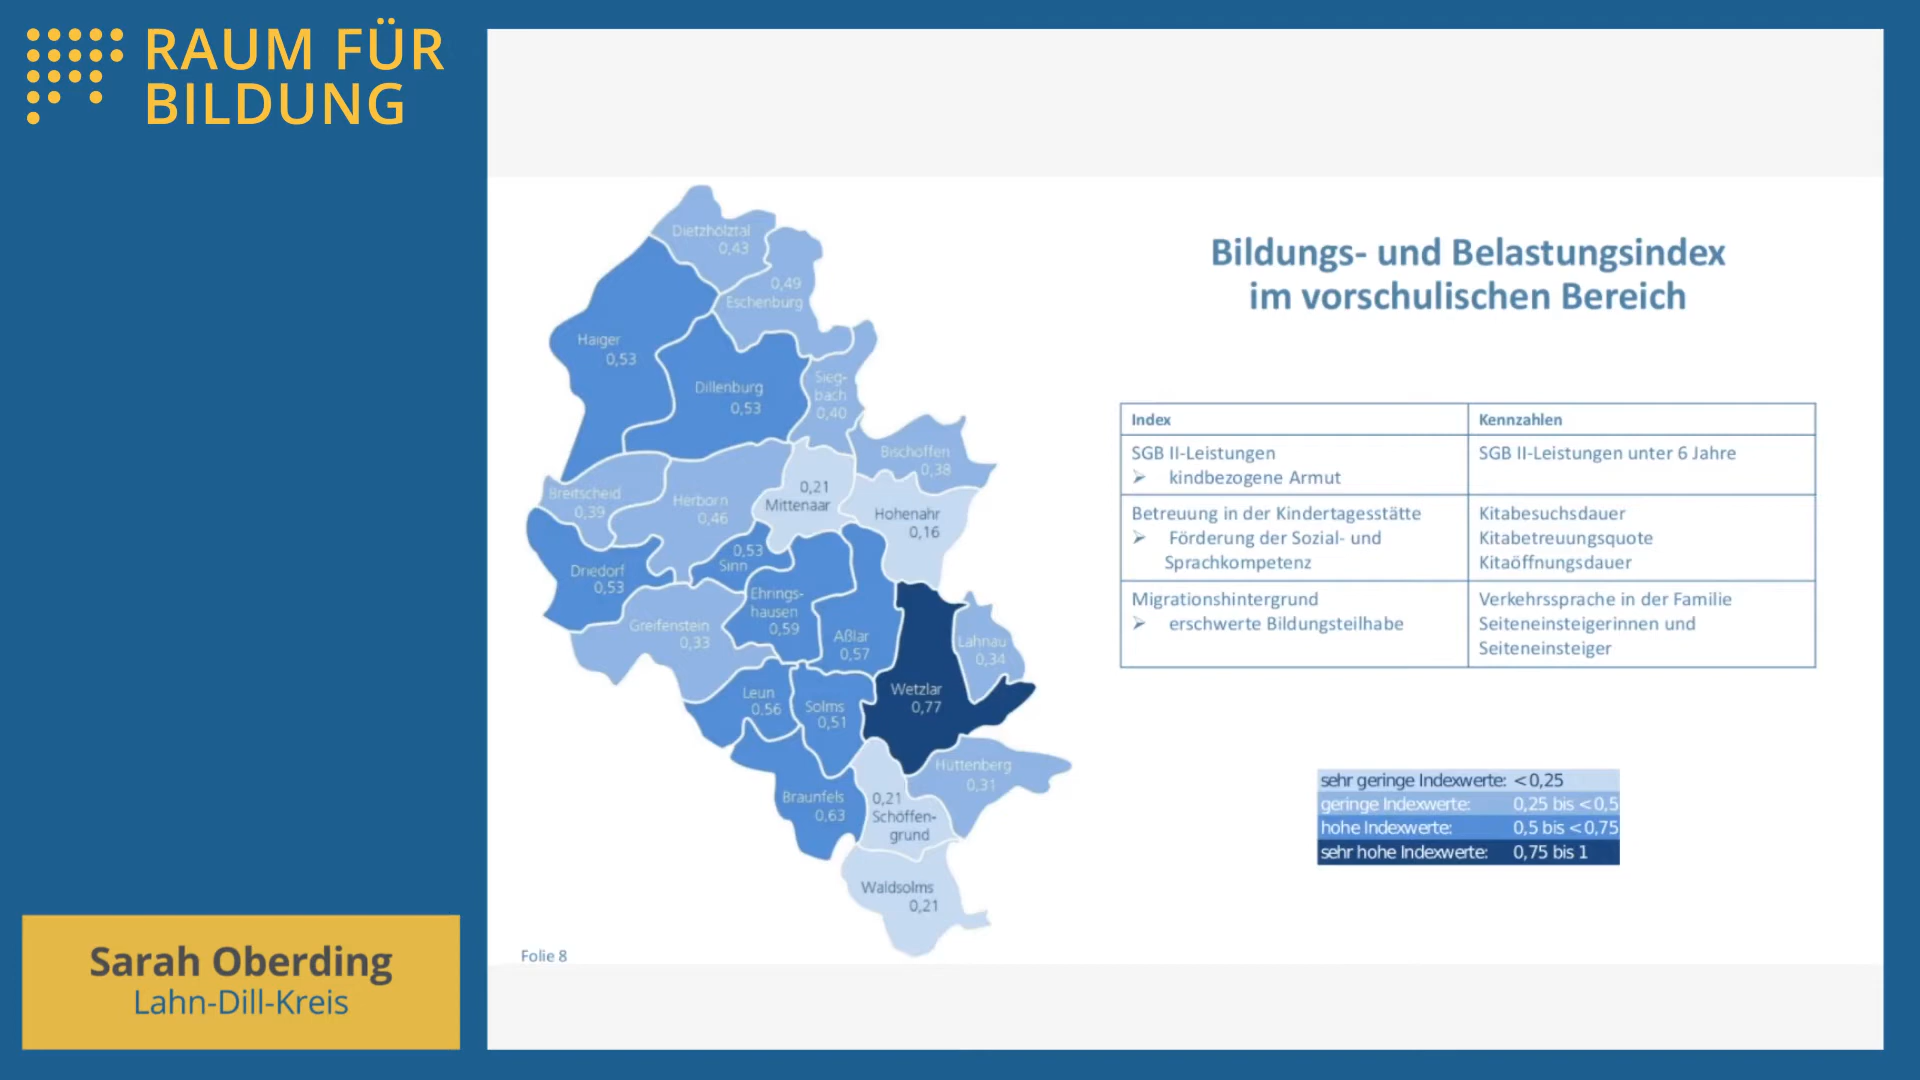 RAUM FÜR
BILDUNG
Dietzhölztal
0,43
0,49
Eschenburg
Haiger
0,53
Dillenburg
0,53
Sieg-
bach
0,40
Bischoffen
0,38
Breitscheid
0,39
Herborn
0,46
0,21
Mittenaar
Hohenahr
0,16
0,53
Sinn
Driedorf
0,53
Ehrings-
hausen
0,59
Greifenstein
0,33
Aßlar
0,57
Lahnau
0,34
Leun
0,56
Solms
0,51
Wetzlar
0,77
Hüttenberg
0,31
Braunfels
0,63
0,21
Schöffen-
grund
Waldsolms
0,21
Folie 8
Bildungs- und Belastungsindex
im vorschulischen Bereich
Index Kennzahlen
SGB II-Leistungen SGB II-Leistungen unter 6 Jahre
➢ kindbezogene Armut
Betreuung in der Kindertagesstätte Kitabesuchsdauer
➢ Förderung der Sozial- und Kitabetreuungsquote
Sprachkompetenz Kitaöffnungsdauer
Migrationshintergrund Verkehrssprache in der Familie
➢ erschwerte Bildungsteilhabe Seiteneinsteigerinnen und
Seiteneinsteiger
sehr geringe Indexwerte: <0,25
geringe Indexwerte: 0,25 bis <0,5
hohe Indexwerte: 0,5 bis <0,75
sehr hohe Indexwerte: 0,75 bis 1
Sarah Oberding
Lahn-Dill-Kreis